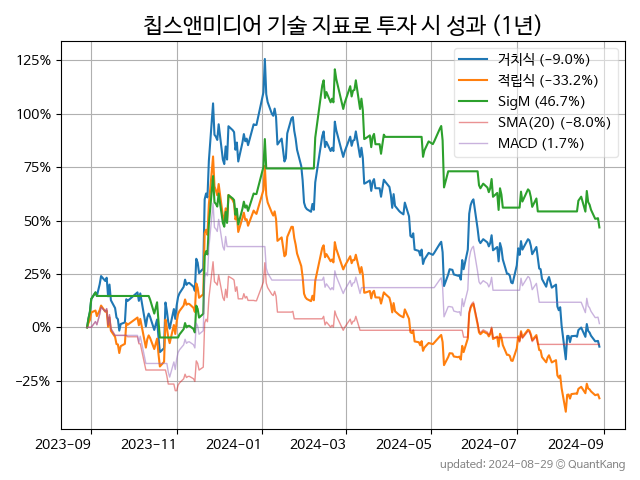 칩스앤미디어 기술 지표로 투자 시 성과 (1년)
거치식 (−9.0%)
적립식 (−33.2%)
SigM (46.7%)
SMA(20) (−8.0%)
MACD (1.7%)
125%
100%
75%
50%
25%
0%
−25%
2023-09 2023-11 2024-01 2024-03 2024-05 2024-07 2024-09
updated: 2024-08-29 © QuantKang